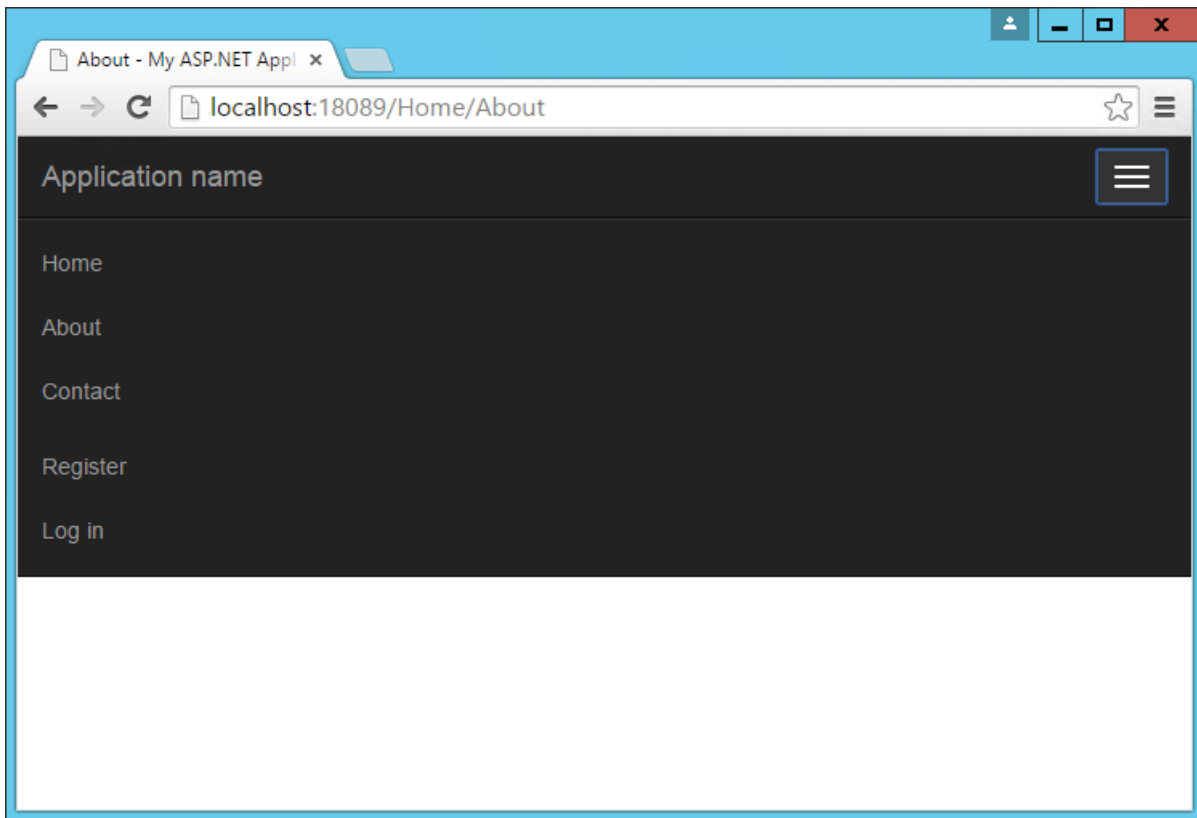 About - My ASP.NET Appl
localhost:18089/Home/About
Application name
Home
About
Contact
Register
Log in